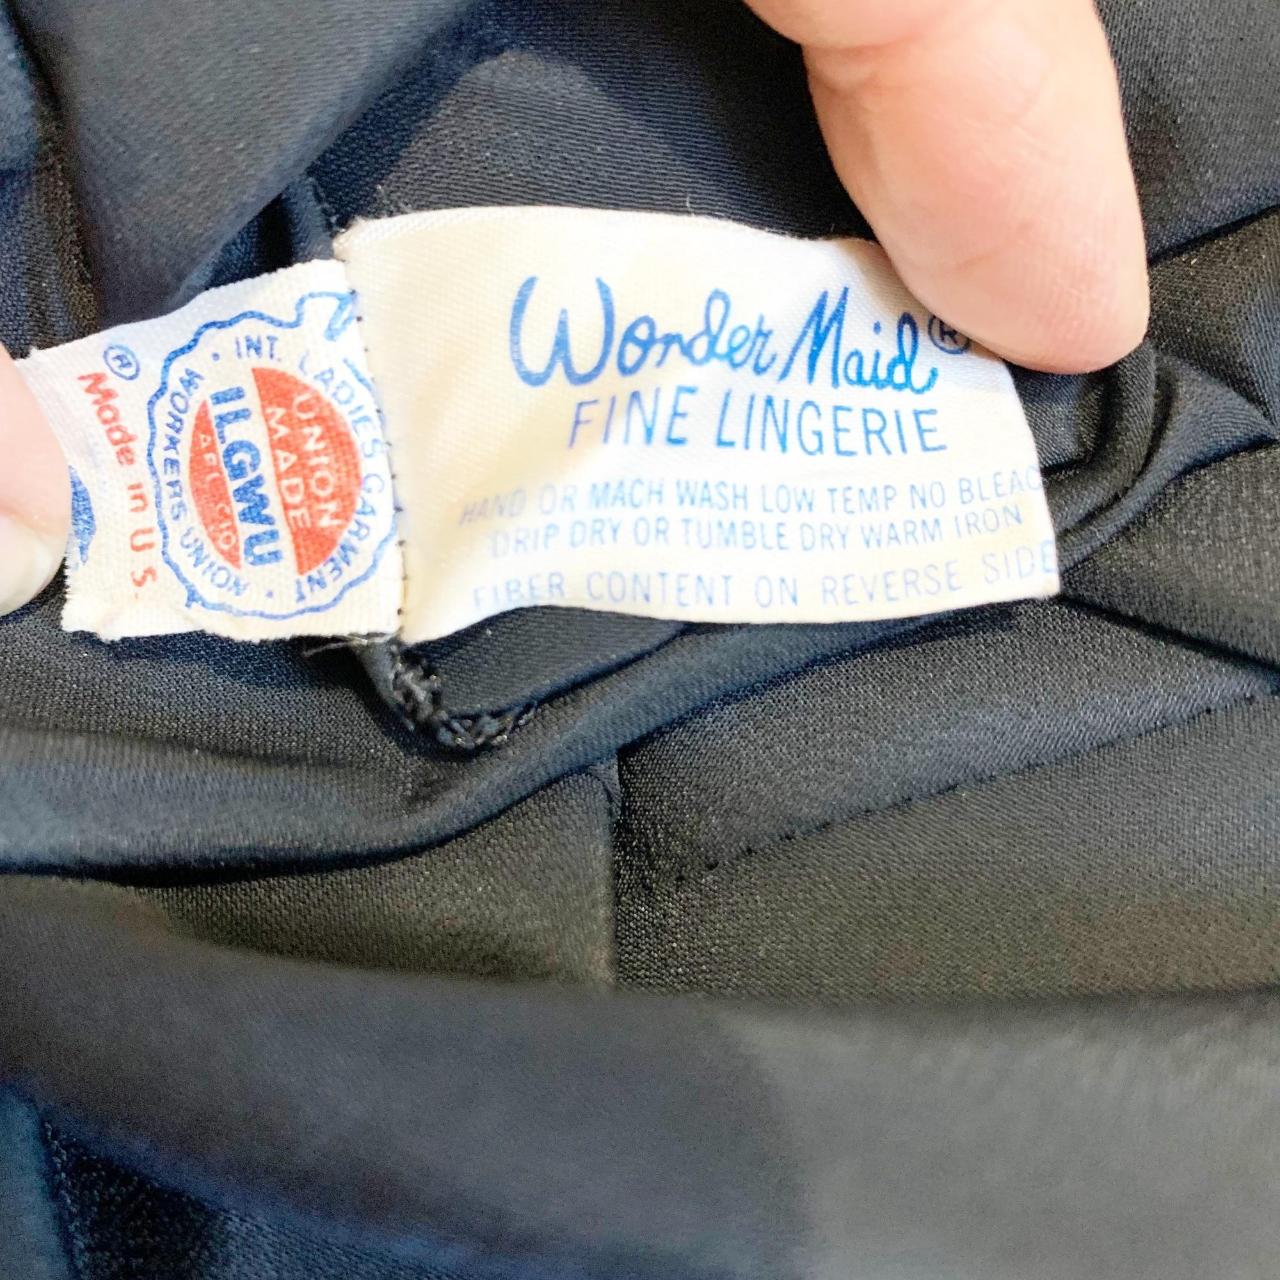 Wonder Maid®
FINE LINGERIE
HAND OR MACH WASH LOW TEMP NO BLEAC
DRIP DRY OR TUMBLE DRY WARM IRON
FIBER CONTENT ON REVERSE SIDE
®
Made in U S
INT. LADIES GARMENT WORKERS UNION
UNION
MADE
ILGWU
AFL CIO